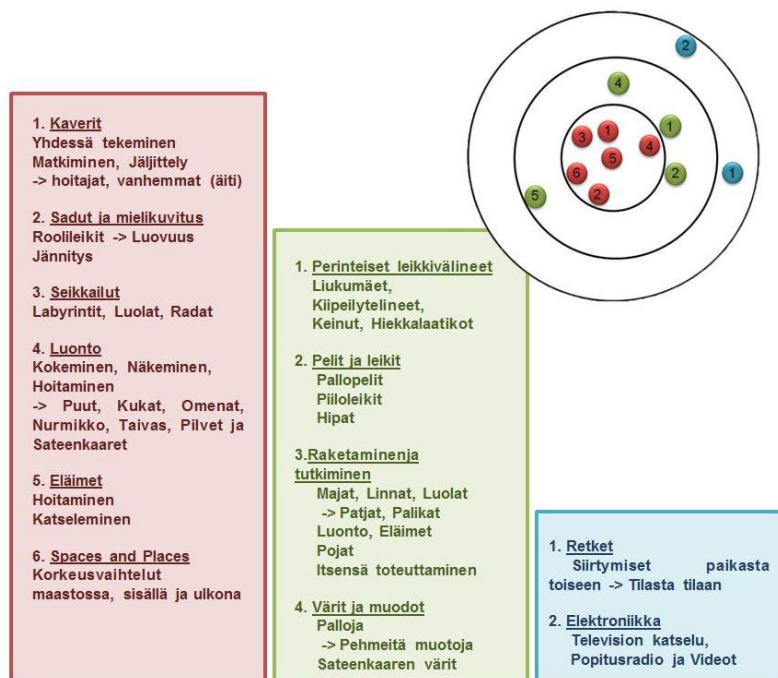 2
4
1
3
1
4
5
2
1
6
2
5
1. Kaverit
Yhdessä tekeminen
Matkiminen, Jäljittely
-> hoitajat, vanhemmat (äiti)
2. Sadut ja mielikuvitus
Roolileikit -> Luovuus
Jännitys
3. Seikkailut
Labyrintit, Luolat, Radat
4. Luonto
Kokeminen, Näkeminen,
Hoitaminen
-> Puut, Kukat, Omenat,
Nurmikko, Taivas, Pilvet ja
Sateenkaaret
5. Eläimet
Hoitaminen
Katseleminen
6. Spaces and Places
Korkeusvaihtelut
maastossa, sisällä ja ulkona
1. Perinteiset leikkivälineet
Liukumäet,
Kiipeilytelineet,
Keinut, Hiekkalaatikot
2. Pelit ja leikit
Pallopelit
Piiloleikit
Hipat
3.Raketaminenja
tutkiminen
Majat, Linnat, Luolat
-> Patjat, Palikat
Luonto, Eläimet
Pojat
Itsensä toteuttaminen
4. Värit ja muodot
Palloja
-> Pehmeitä muotoja
Sateenkaaren värit
1. Retket
Siirtymiset paikasta
toiseen -> Tilasta tilaan
2. Elektroniikka
Television katselu,
Popitusradio ja Videot